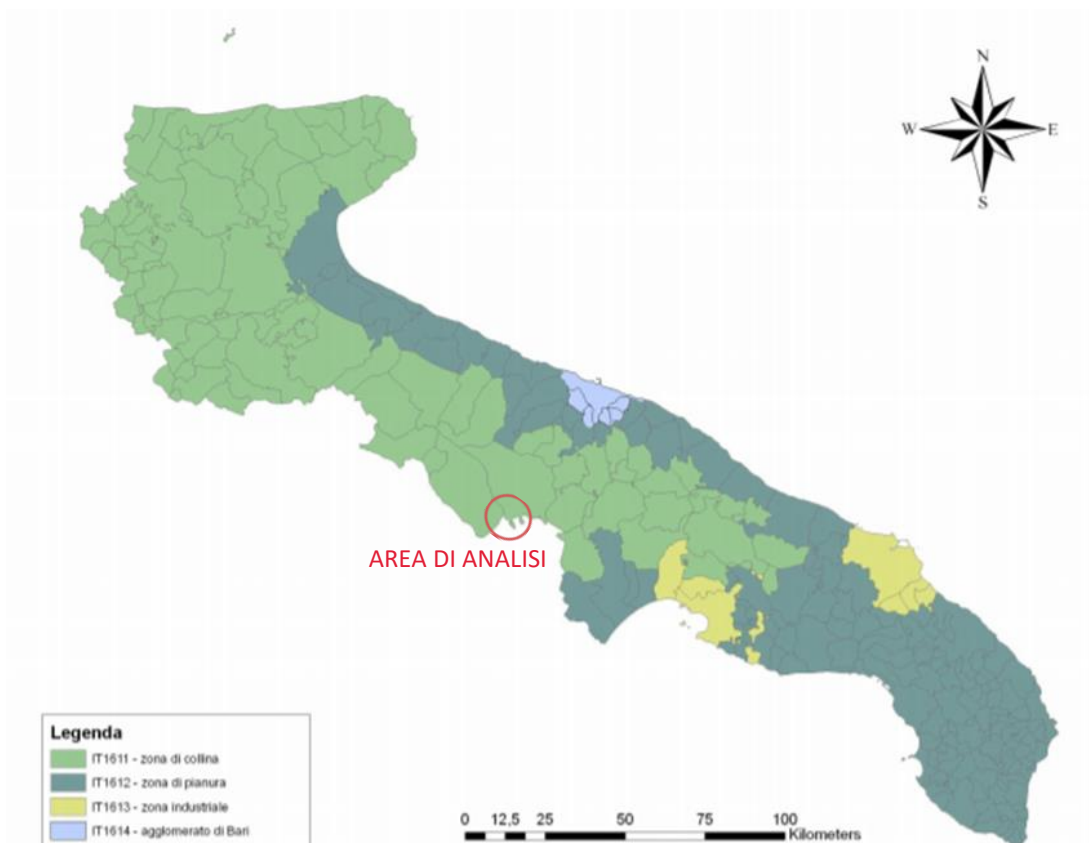 N
W
E
S
AREA DI ANALISI
Legenda
IT1611 - zona di collina
IT1612 - zona di pianura
IT1613 - zona industriale
IT1614 - agglomerato di Bari
0 12,5 25 50 75 100
Kilometers